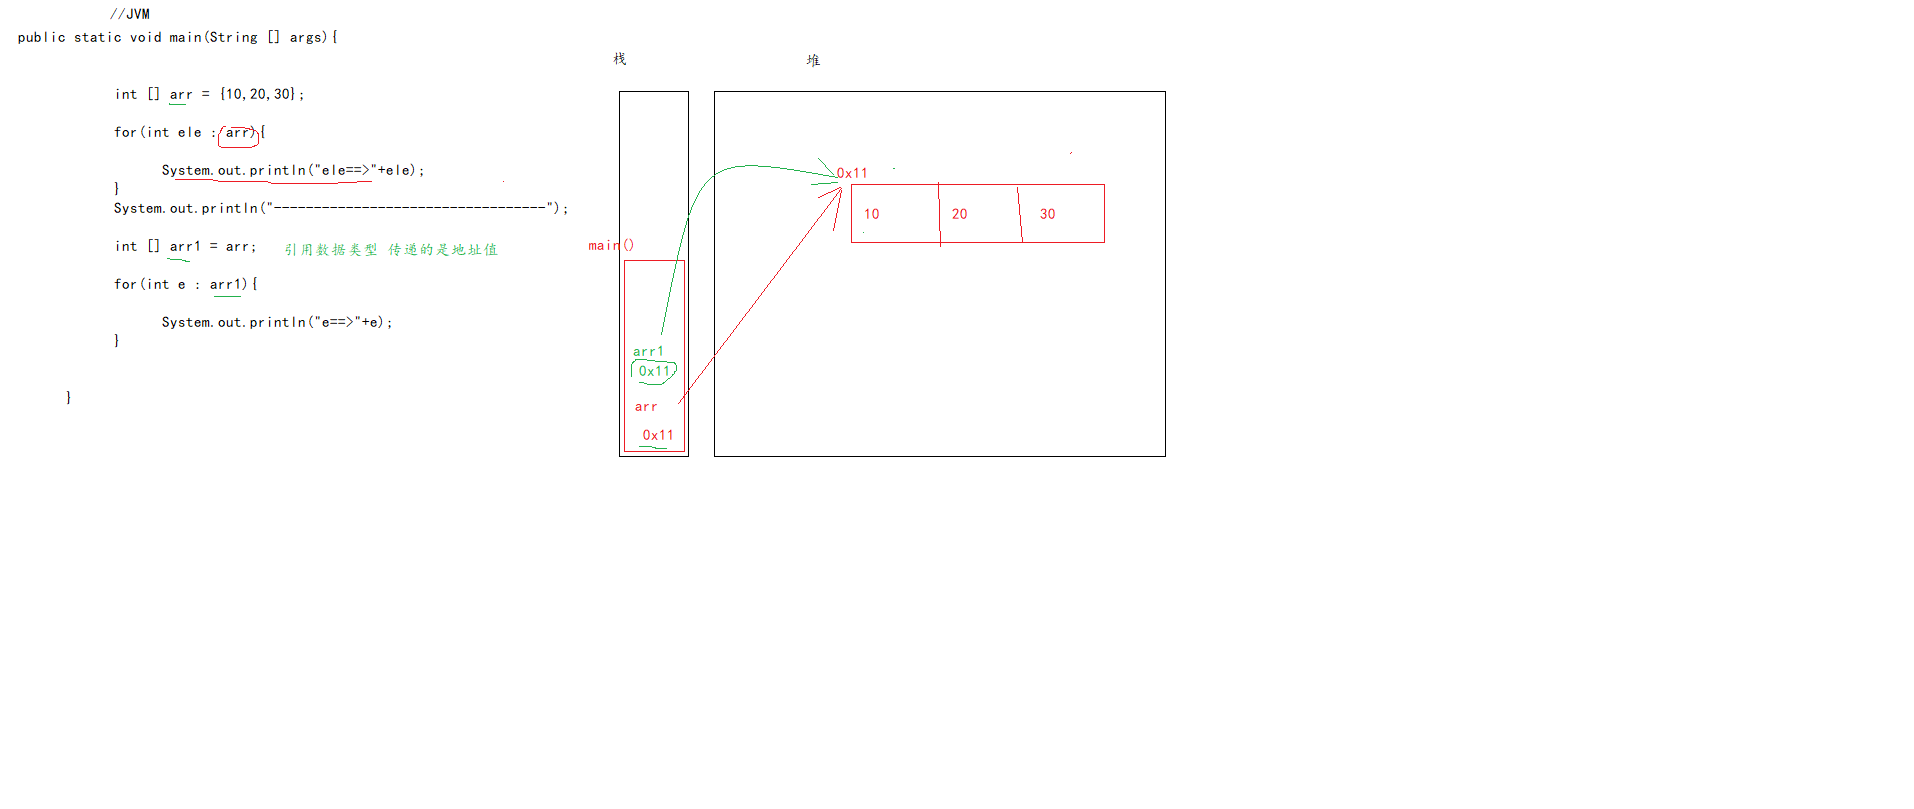 //JVM
public static void main(String [] args){
int [] arr = {10,20,30};
for(int ele : arr){
System.out.println("ele==>"+ele);
}
System.out.println("----------------------------------");
int [] arr1 = arr;
引用数据类型 传递的是地址值
for(int e : arr1){
System.out.println("e==>"+e);
}
}
栈
堆
main()
arr1
0x11
arr
0x11
0x11
10 20 30